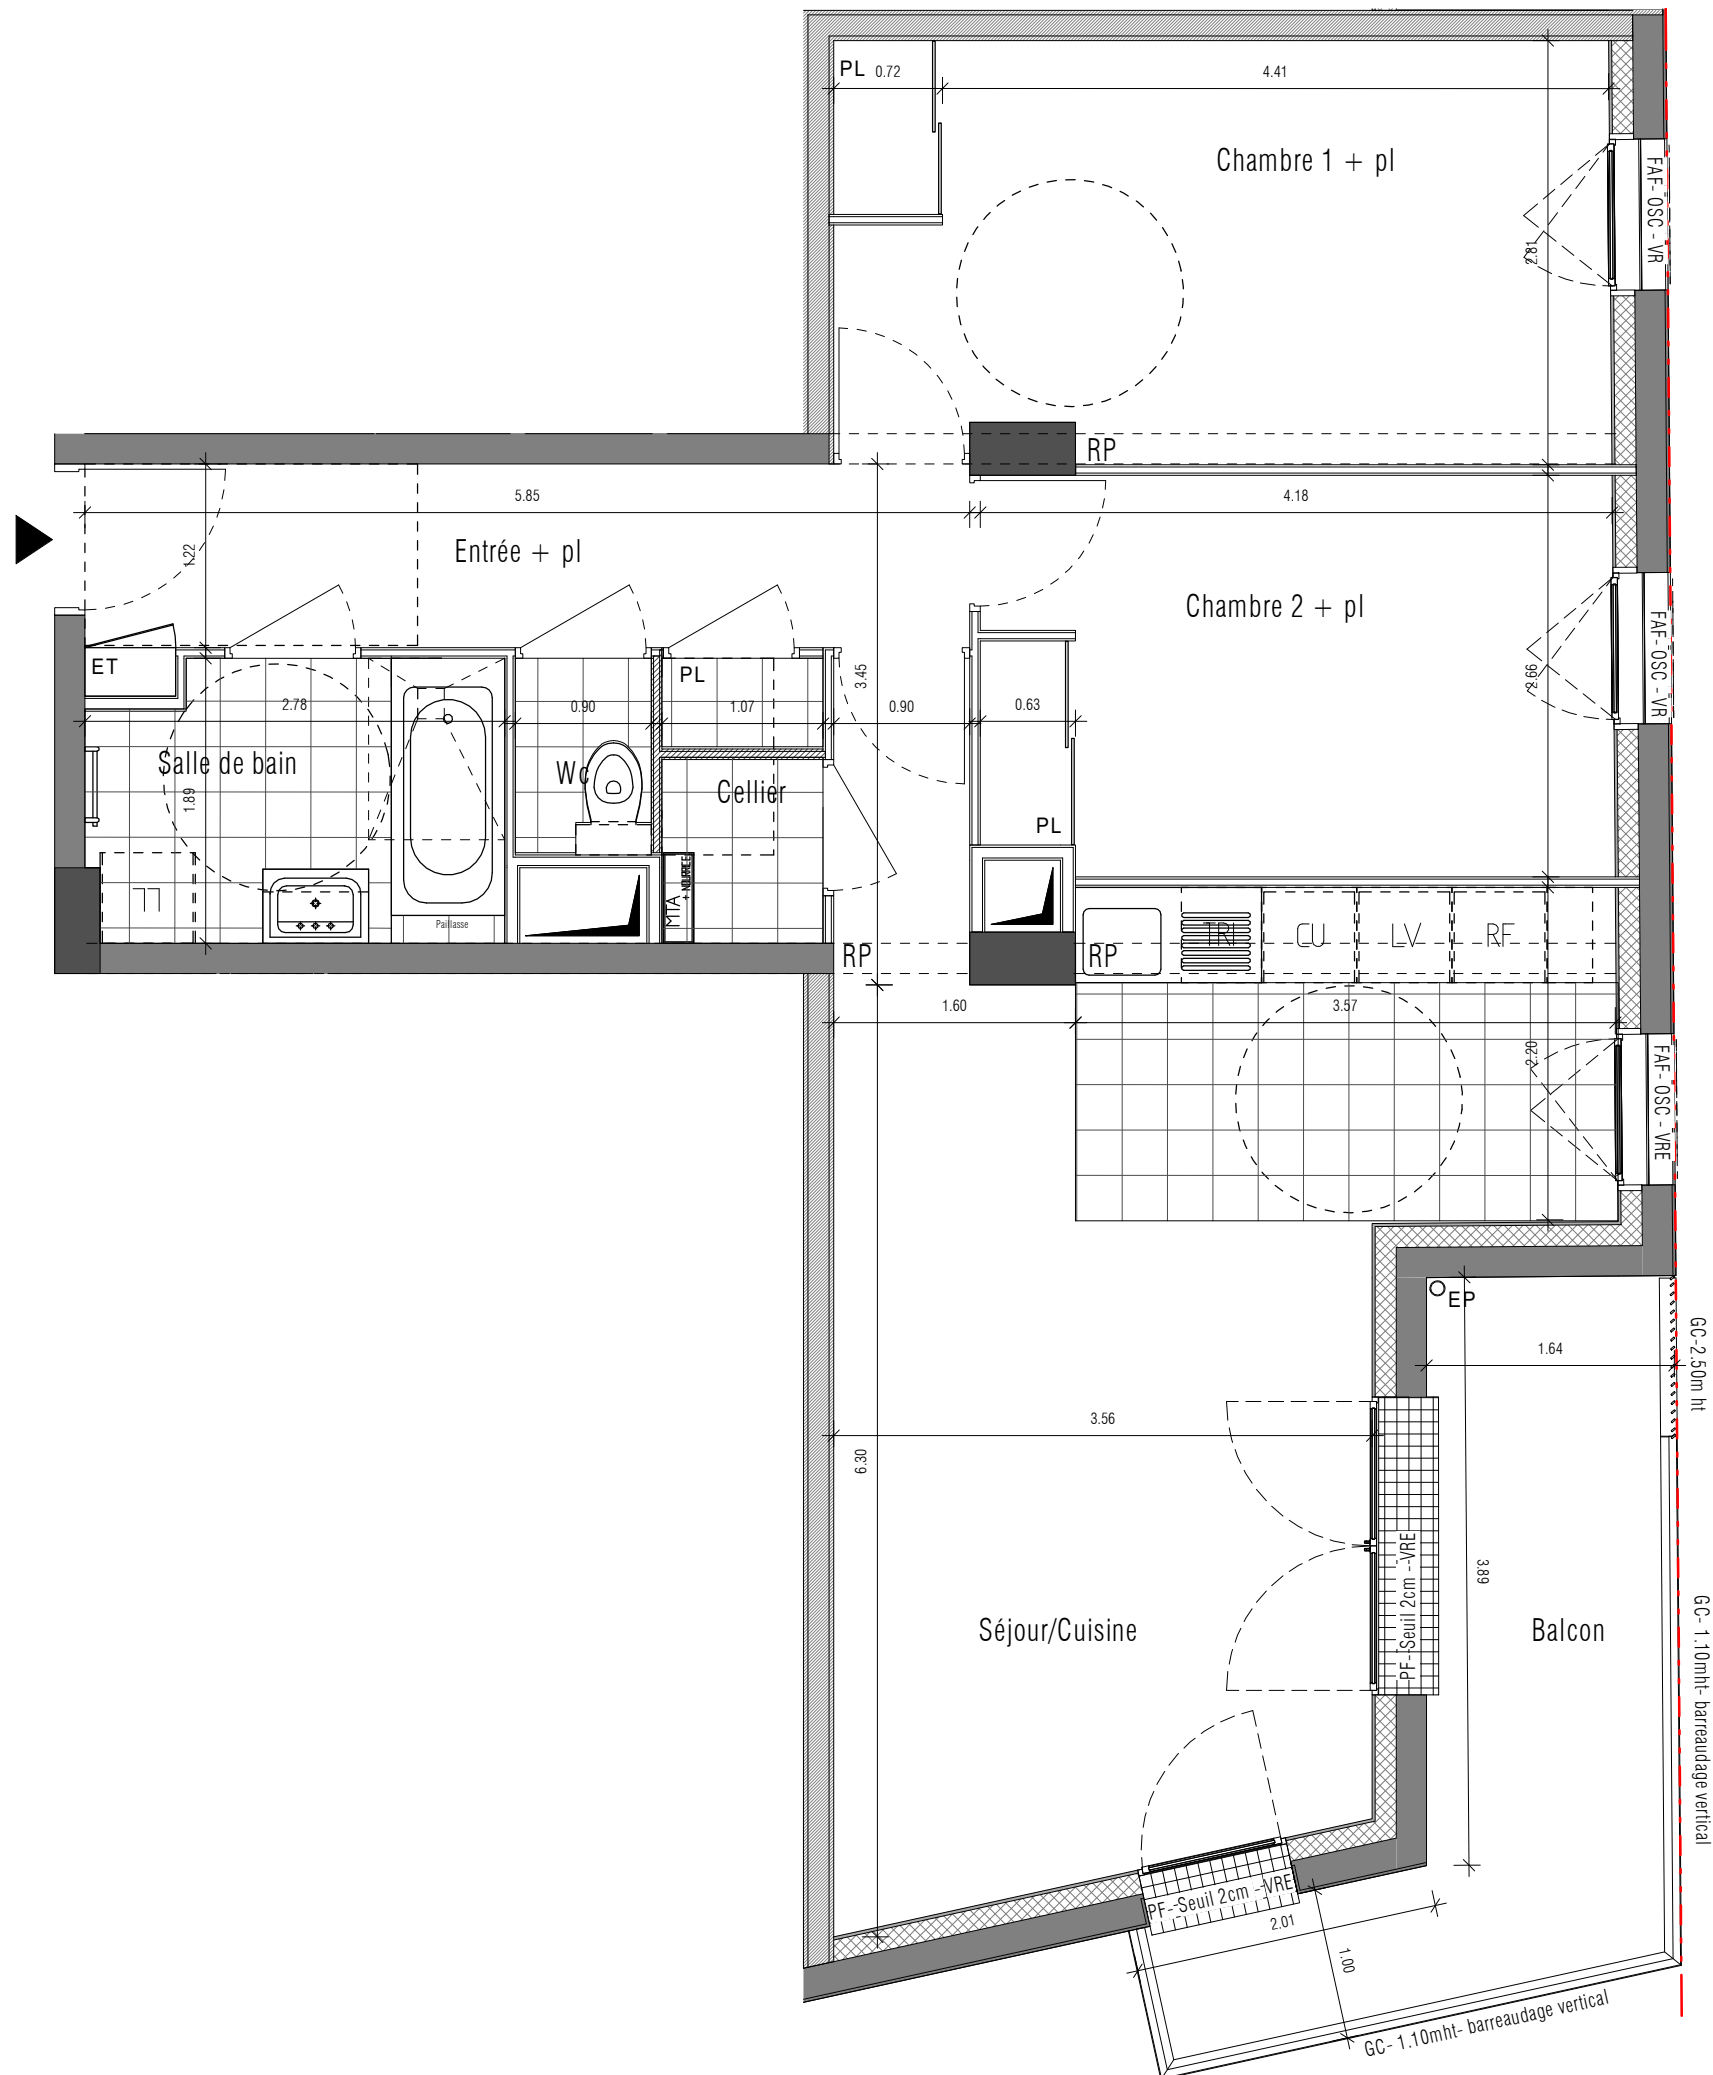 PL 0.72
4.41
Chambre 1 + pl
FAF- OSC - VR
2.81
RP
5.85
4.18
1.22
Entrée + pl
Chambre 2 + pl
FAF- OSC - VR
2.66
ET
PL
3.45
2.78
0.90
1.07
0.90
0.63
Salle de bain
1.89
Wc
Cellier
PL
LL
Paillasse
MTA
+ NOURRICE
RP
RP
TRI
CU
LV
RF
1.60
3.57
2.20
FAF- OSC - VRE
EP
1.64
GC-2.50m ht
3.56
6.30
PF--Seuil 2cm --VRE
3.89
Séjour/Cuisine
Balcon
GC- 1.10mht- barreaudage vertical
PF--Seuil 2cm --VRE
2.01
1.00
GC- 1.10mht- barreaudage vertical